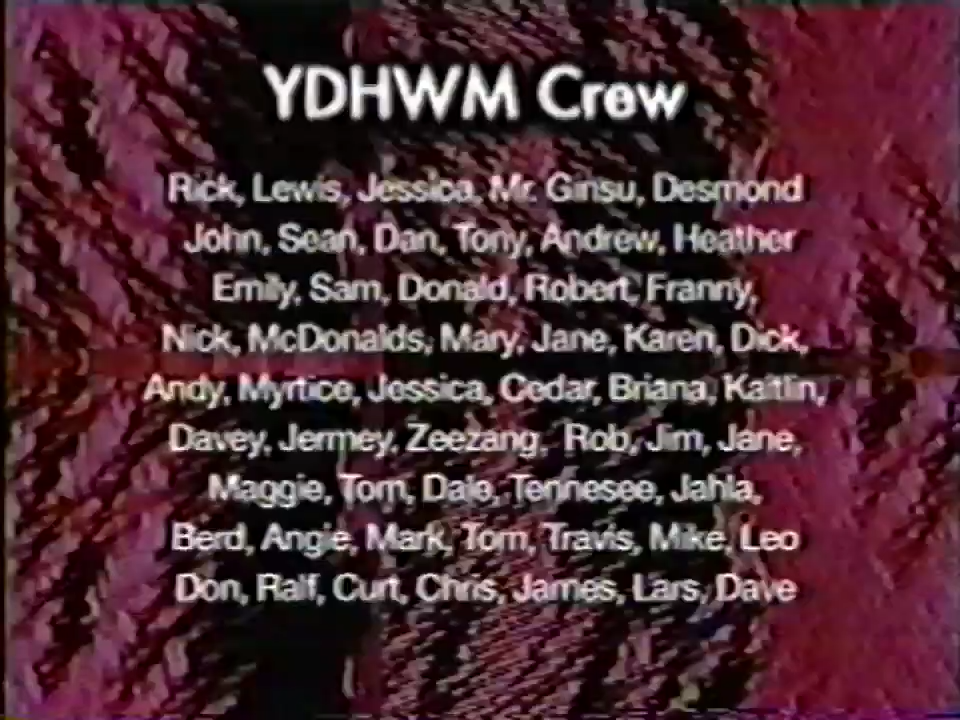 YDHWM Crew
Rick, Lewis, Jessica, Mr. Ginsu, Desmond
John, Sean, Dan, Tony, Andrew, Heather
Emily, Sam, Donald, Robert, Franny,
Nick, McDonalds, Mary, Jane, Karen, Dick,
Andy, Myrtice, Jessica, Cedar, Briana, Kaitlin,
Davey, Jermey, Zeezang, Rob, Jim, Jane,
Maggie, Tom, Dale, Tennesee, Jahla,
Berd, Angie, Mark, Tom, Travis, Mike, Leo
Don, Ralf, Curt, Chris, James, Lars, Dave